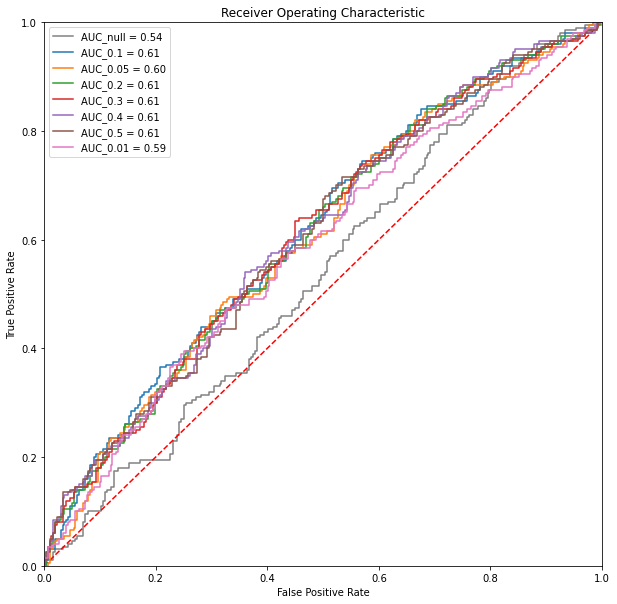 Receiver Operating Characteristic
AUC_null = 0.54
AUC_0.1 = 0.61
AUC_0.05 = 0.60
AUC_0.2 = 0.61
AUC_0.3 = 0.61
AUC_0.4 = 0.61
AUC_0.5 = 0.61
AUC_0.01 = 0.59
1.0
0.8
0.6
0.4
0.2
0.0
True Positive Rate
0.0 0.2 0.4 0.6 0.8 1.0
False Positive Rate